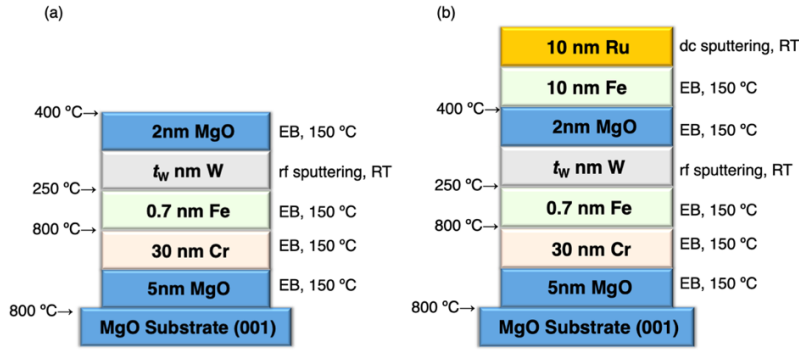 (a)
400 ºC→
2nm MgO
EB, 150 ºC
tW nm W
rf sputtering, RT
250 ºC→
0.7 nm Fe
EB, 150 ºC
800 ºC→
30 nm Cr
EB, 150 ºC
5nm MgO
EB, 150 ºC
800 ºC→
MgO Substrate (001)
(b)
10 nm Ru
dc sputtering, RT
10 nm Fe
EB, 150 ºC
400 ºC→
2nm MgO
EB, 150 ºC
tW nm W
rf sputtering, RT
250 ºC→
0.7 nm Fe
EB, 150 ºC
800 ºC→
30 nm Cr
EB, 150 ºC
5nm MgO
EB, 150 ºC
800 ºC→
MgO Substrate (001)